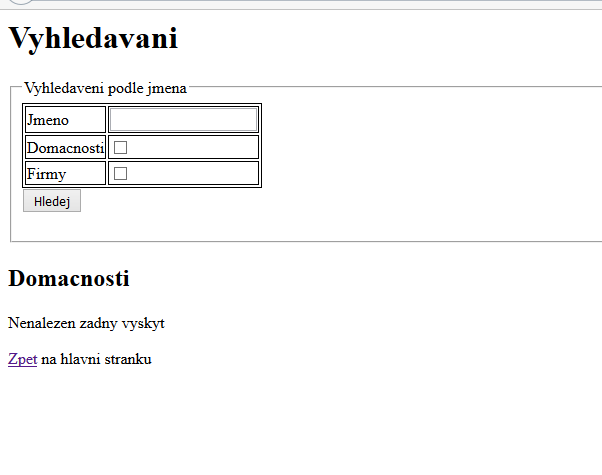 Vyhledavani
Vyhledaveni podle jmena
Jmeno
Domacnosti
Firmy
Hledej
Domacnosti
Nenalezen zadny vyskyt
Zpet na hlavni stranku